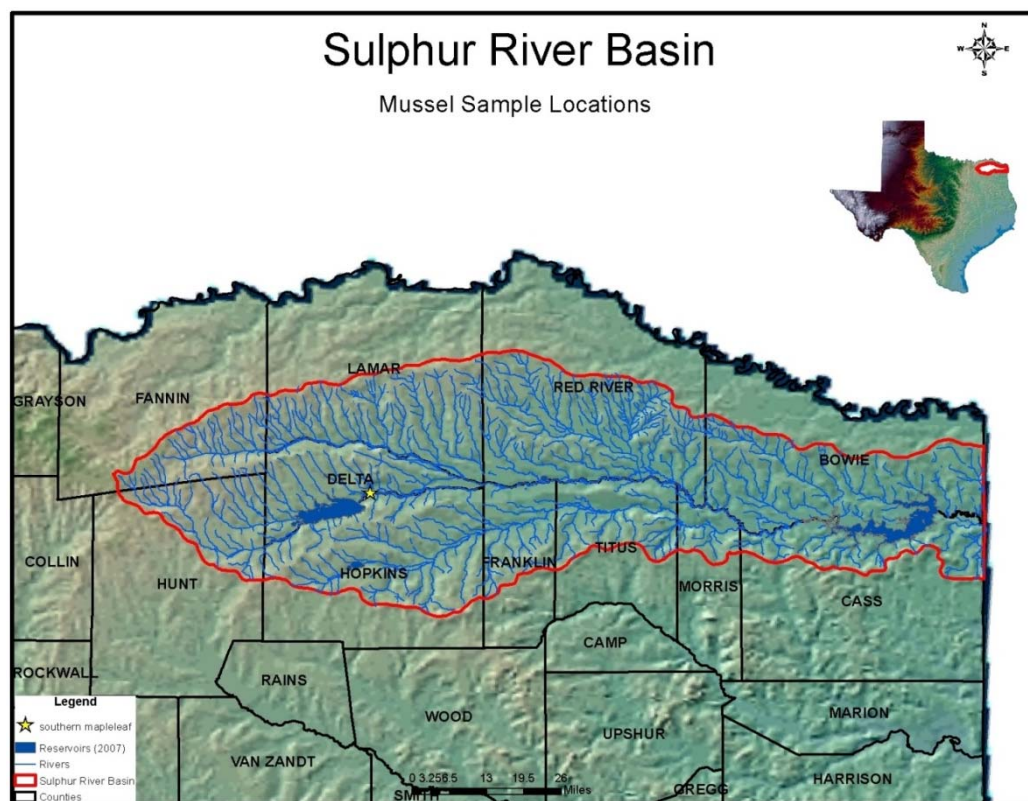 Sulphur River Basin
Mussel Sample Locations
N
W E
S
LAMAR
RED RIVER
GRAYSON
FANNIN
BOWIE
DELTA
COLLIN
HUNT
HOPKINS
FRANKLIN
TITUS
MORRIS
CASS
ROCKWALL
RAINS
CAMP
WOOD
UPSHUR
MARION
VAN ZANDT
SMITH
GREGG
HARRISON
Legend
southern mapleleaf
Reservoirs (2007)
Rivers
Sulphur River Basin
Counties
0 3.256.5 13 19.5 26
Miles